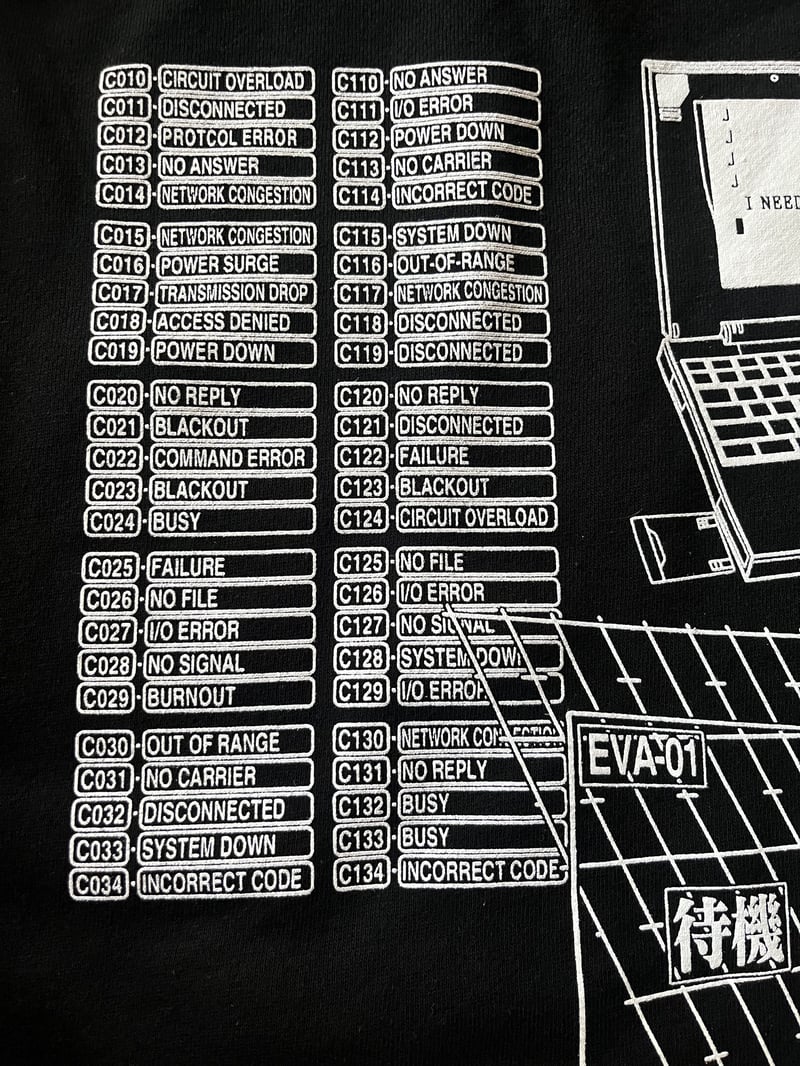 C010 CIRCUIT OVERLOAD
C011 DISCONNECTED
C012 PROTCOL ERROR
C013 NO ANSWER
C014 NETWORK CONGESTION
C015 NETWORK CONGESTION
C016 POWER SURGE
C017 TRANSMISSION DROP
C018 ACCESS DENIED
C019 POWER DOWN
C020 NO REPLY
C021 BLACKOUT
C022 COMMAND ERROR
C023 BLACKOUT
C024 BUSY
C025 FAILURE
C026 NO FILE
C027 I/O ERROR
C028 NO SIGNAL
C029 BURNOUT
C030 OUT OF RANGE
C031 NO CARRIER
C032 DISCONNECTED
C033 SYSTEM DOWN
C034 INCORRECT CODE
C110 NO ANSWER
C111 I/O ERROR
C112 POWER DOWN
C113 NO CARRIER
C114 INCORRECT CODE
C115 SYSTEM DOWN
C116 OUT-OF-RANGE
C117 NETWORK CONGESTION
C118 DISCONNECTED
C119 DISCONNECTED
C120 NO REPLY
C121 DISCONNECTED
C122 FAILURE
C123 BLACKOUT
C124 CIRCUIT OVERLOAD
C125 NO FILE
C126 I/O ERROR
C127 NO SIGNAL
C128 SYSTEM DOWN
C129 I/O ERROR
C130 NETWORK
C131 NO REPLY
C132 BUSY
C133 BUSY
C134 INCORRECT CODE
I NEED
EVA-01
待機